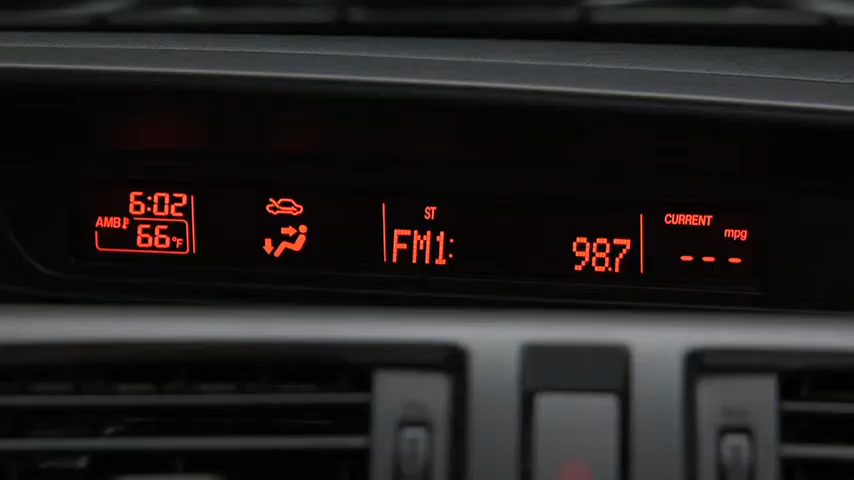 6:02
AMB 66°F
ST
FM1: 98.7
CURRENT
mpg
---